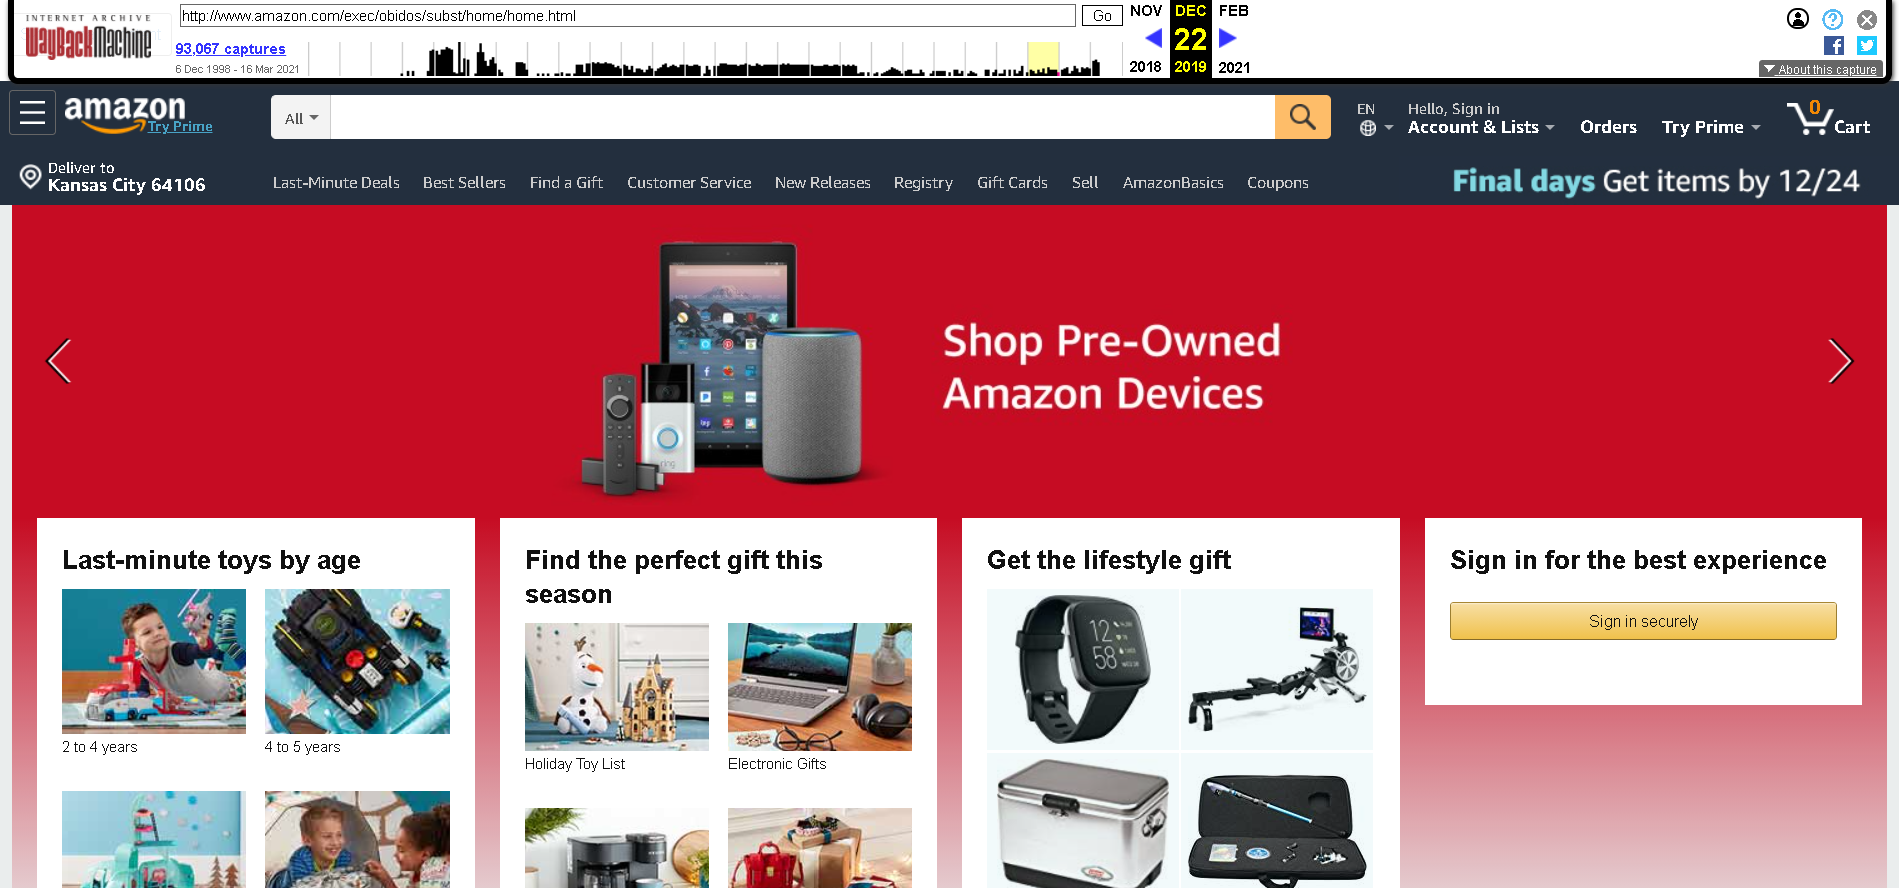 INTERNET ARCHIVE
WayBackMachine
http://www.amazon.com/exec/obidos/subst/home/home.html
Go
93,067 captures
6 Dec 1998 - 16 Mar 2021
NOV DEC FEB
22
2018 2019 2021
About this capture
amazon
Try Prime
All
EN
Hello, Sign in
Account & Lists
Orders
Try Prime
0
Cart
Deliver to
Kansas City 64106
Last-Minute Deals Best Sellers Find a Gift Customer Service New Releases Registry Gift Cards Sell AmazonBasics Coupons
Final days Get items by 12/24
ring
Shop Pre-Owned
Amazon Devices
Last-minute toys by age
2 to 4 years
4 to 5 years
Find the perfect gift this
season
Holiday Toy List
Electronic Gifts
Get the lifestyle gift
12
58
Sign in for the best experience
Sign in securely